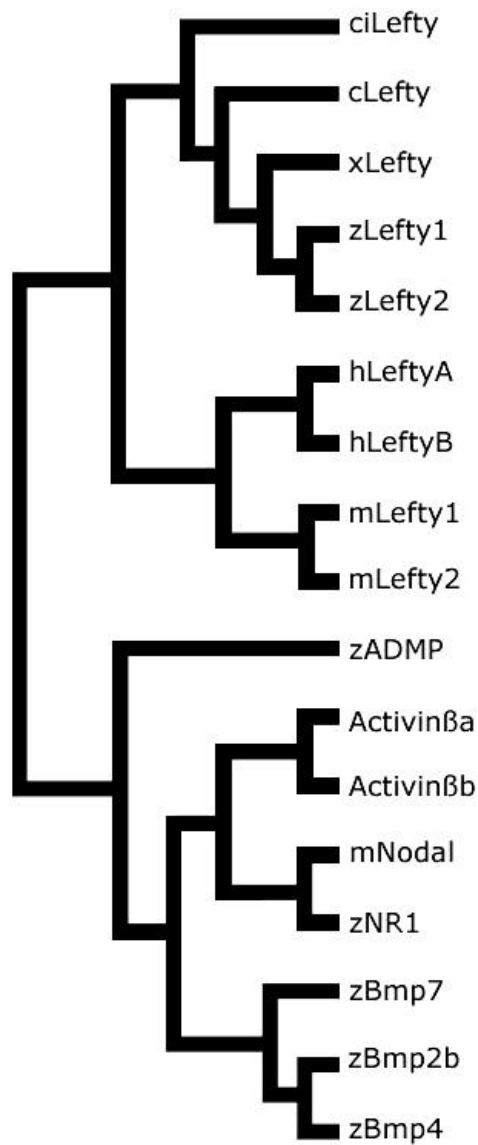 ciLefty
cLefty
xLefty
zLefty1
zLefty2
hLeftyA
hLeftyB
mLefty1
mLefty2
zADMP
Activinßa
Activinßb
mNodal
zNR1
zBmp7
zBmp2b
zBmp4